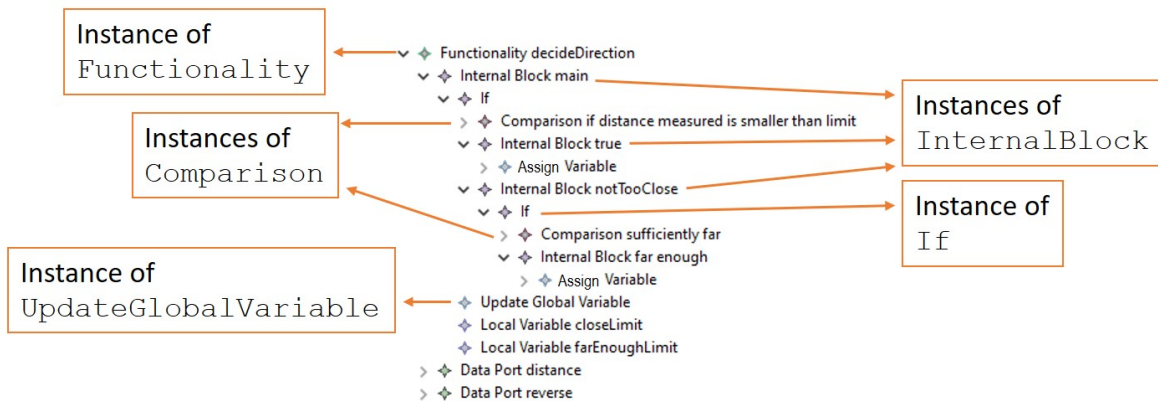 Instance of
Functionality
Functionality decideDirection
Internal Block main
If
Instances of
InternalBlock
Instances of
Comparison
Comparison if distance measured is smaller than limit
Internal Block true
Assign Variable
Internal Block notTooClose
If
Instance of
If
Comparison sufficiently far
Internal Block far enough
Assign Variable
Instance of
UpdateGlobalVariable
Update Global Variable
Local Variable closeLimit
Local Variable farEnoughLimit
Data Port distance
Data Port reverse